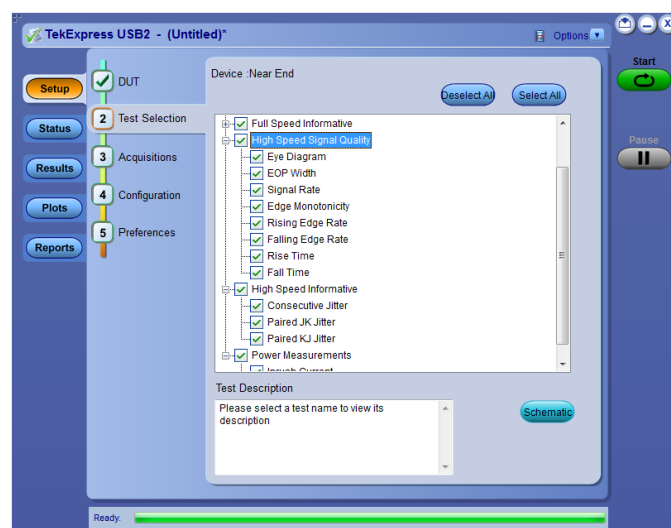 TekExpress USB2 - (Untitled)*
Options
Start
Pause
Setup
Status
Results
Plots
Reports
DUT
2 Test Selection
3 Acquisitions
4 Configuration
5 Preferences
Device :Near End
Deselect All
Select All
Full Speed Informative
High Speed Signal Quality
Eye Diagram
EOP Width
Signal Rate
Edge Monotonicity
Rising Edge Rate
Falling Edge Rate
Rise Time
Fall Time
High Speed Informative
Consecutive Jitter
Paired JK Jitter
Paired KJ Jitter
Power Measurements
Inrush Current
Test Description
Please select a test name to view its
description
Schematic
Ready.